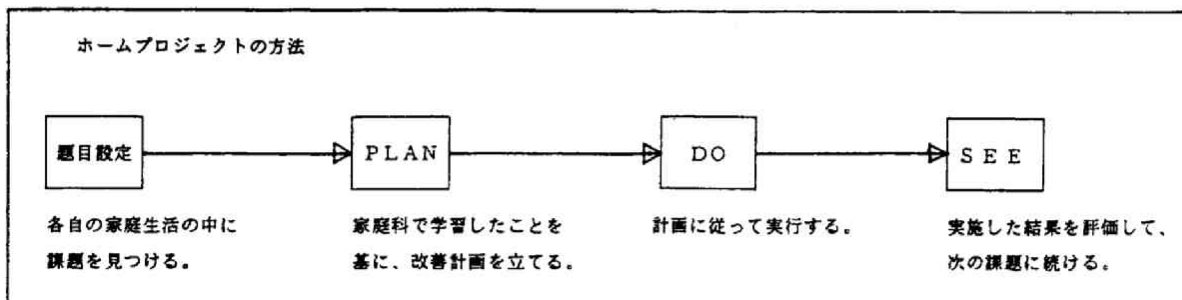 ホームプロジェクトの方法
題目設定
PLAN
DO
SEE
各自の家庭生活の中に
課題を見つける。
家庭科で学習したことを
基に、改善計画を立てる。
計画に従って実行する。
実施した結果を評価して、
次の課題に続ける。